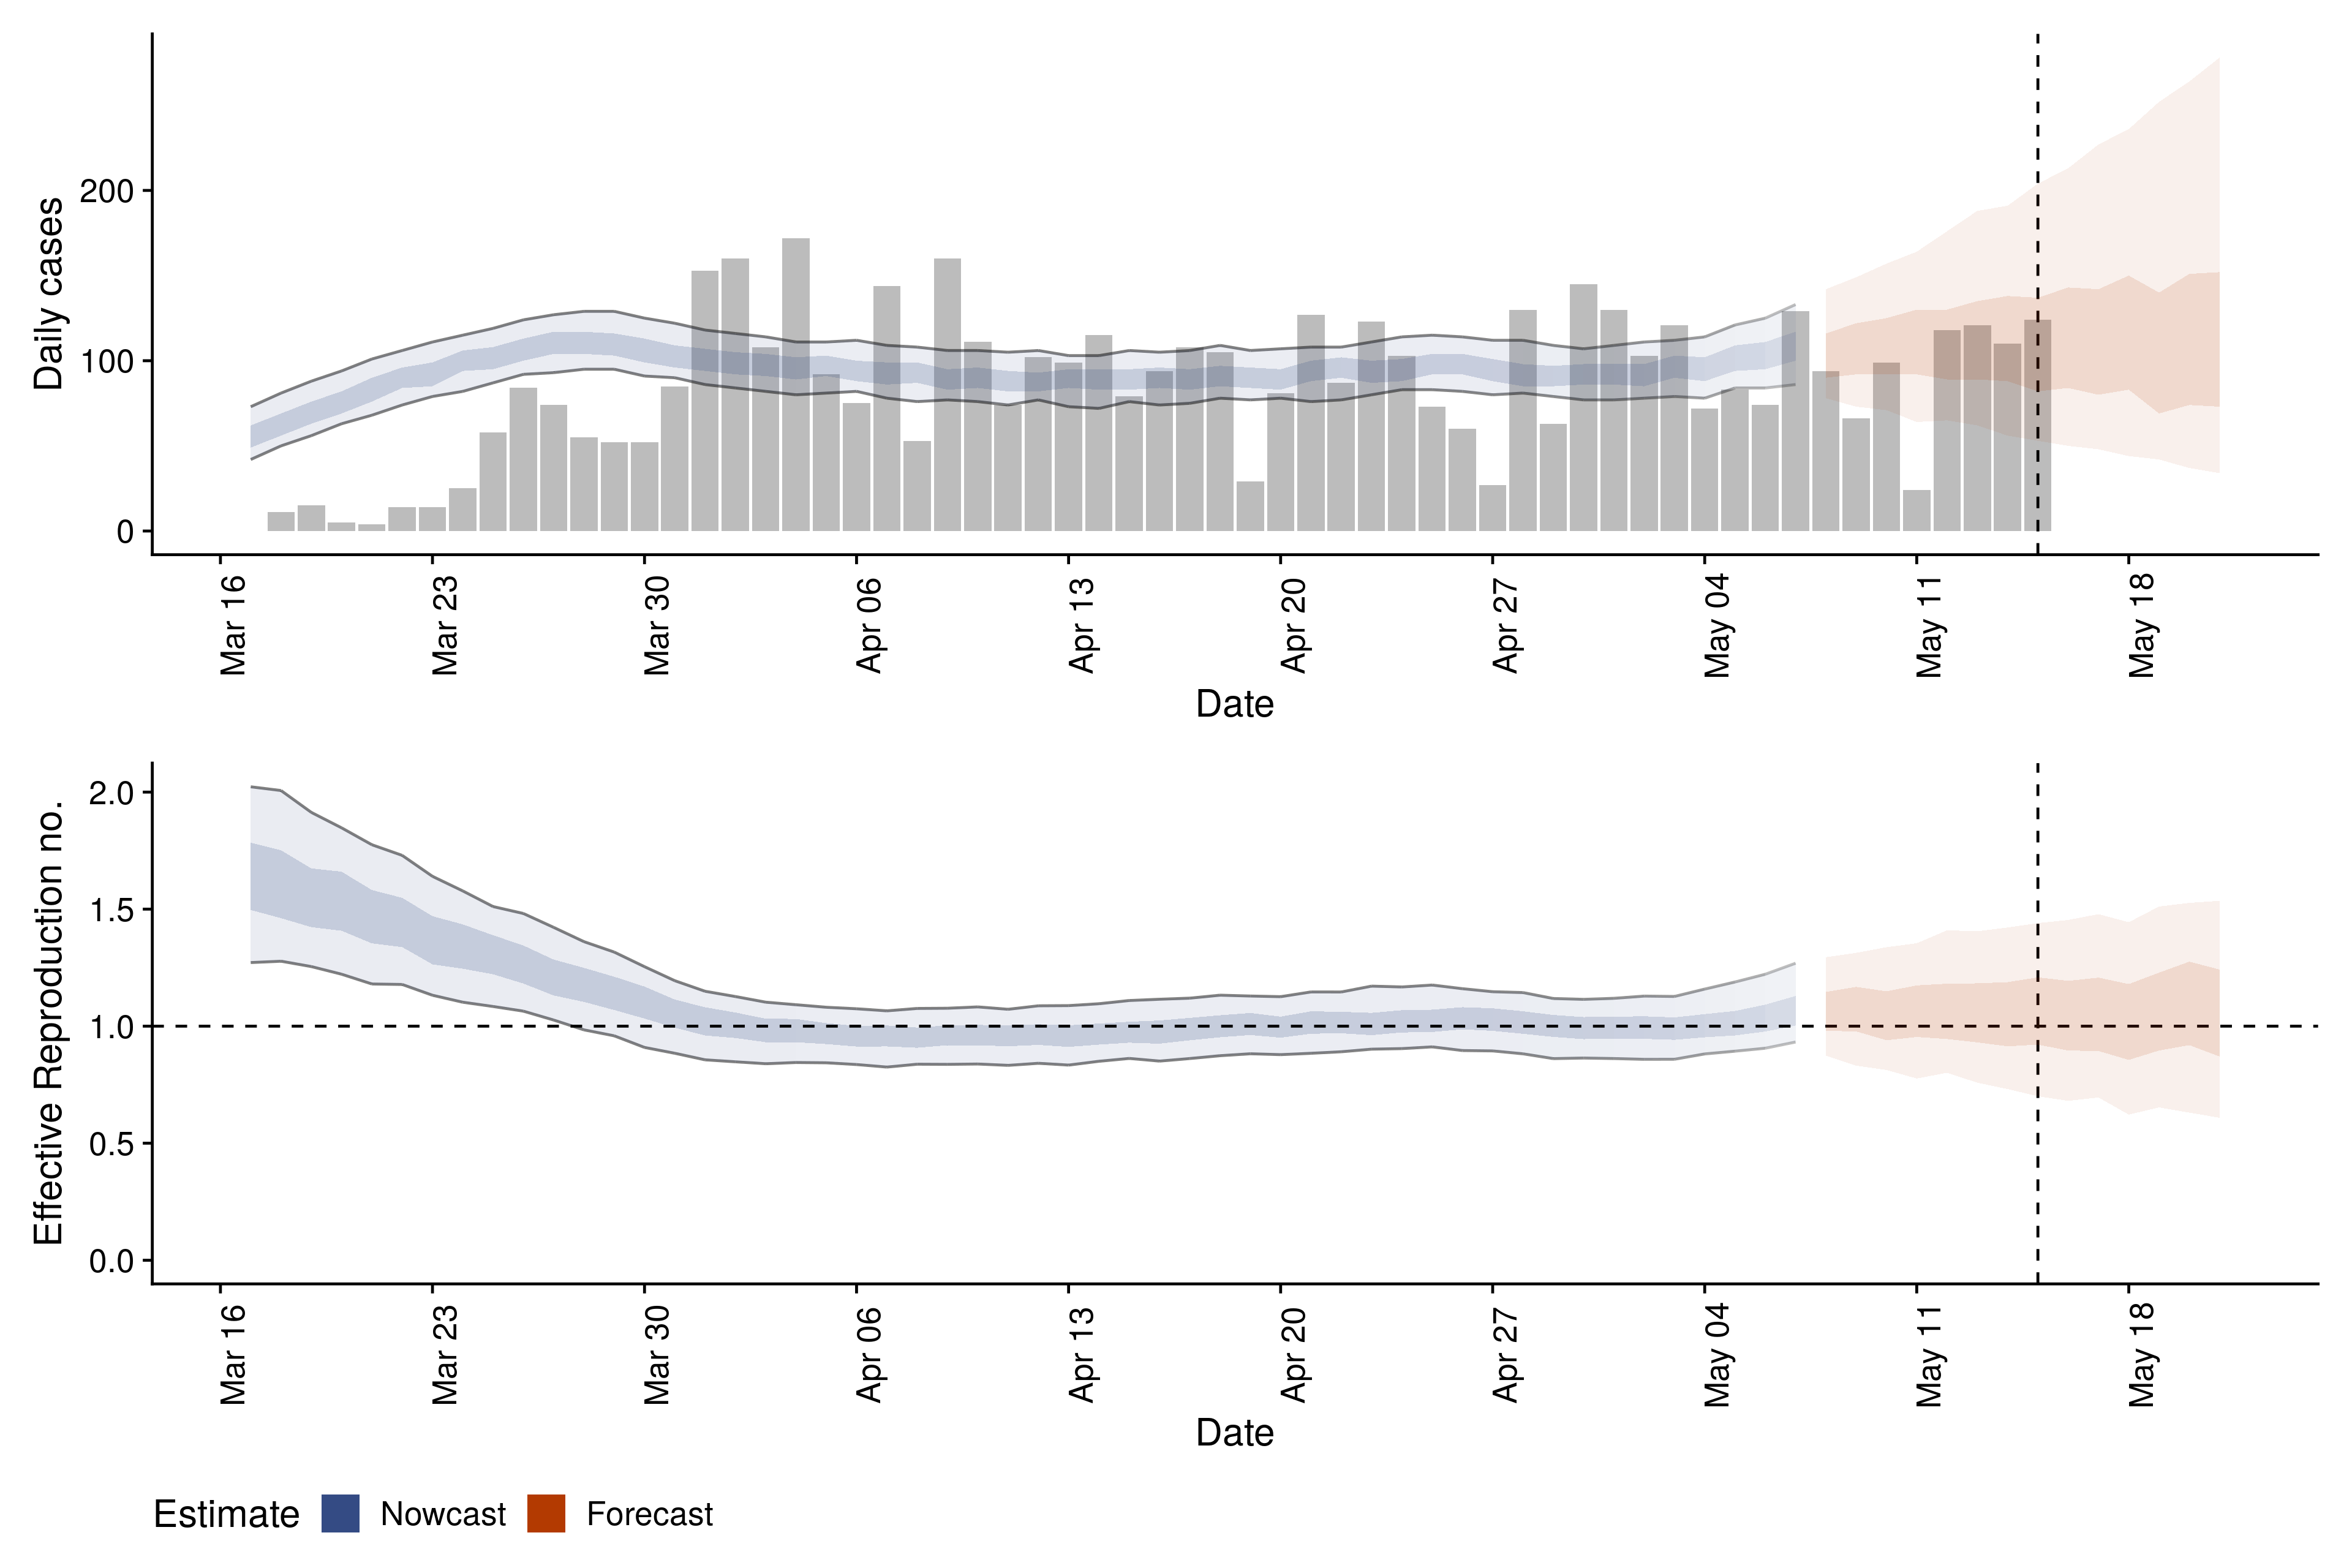 Daily cases
200
100
0
Mar 16
Mar 23
Mar 30
Apr 06
Apr 13
Apr 20
Apr 27
May 04
May 11
May 18
Date
Effective Reproduction no.
2.0
1.5
1.0
0.5
0.0
Mar 16
Mar 23
Mar 30
Apr 06
Apr 13
Apr 20
Apr 27
May 04
May 11
May 18
Date
Estimate Nowcast Forecast